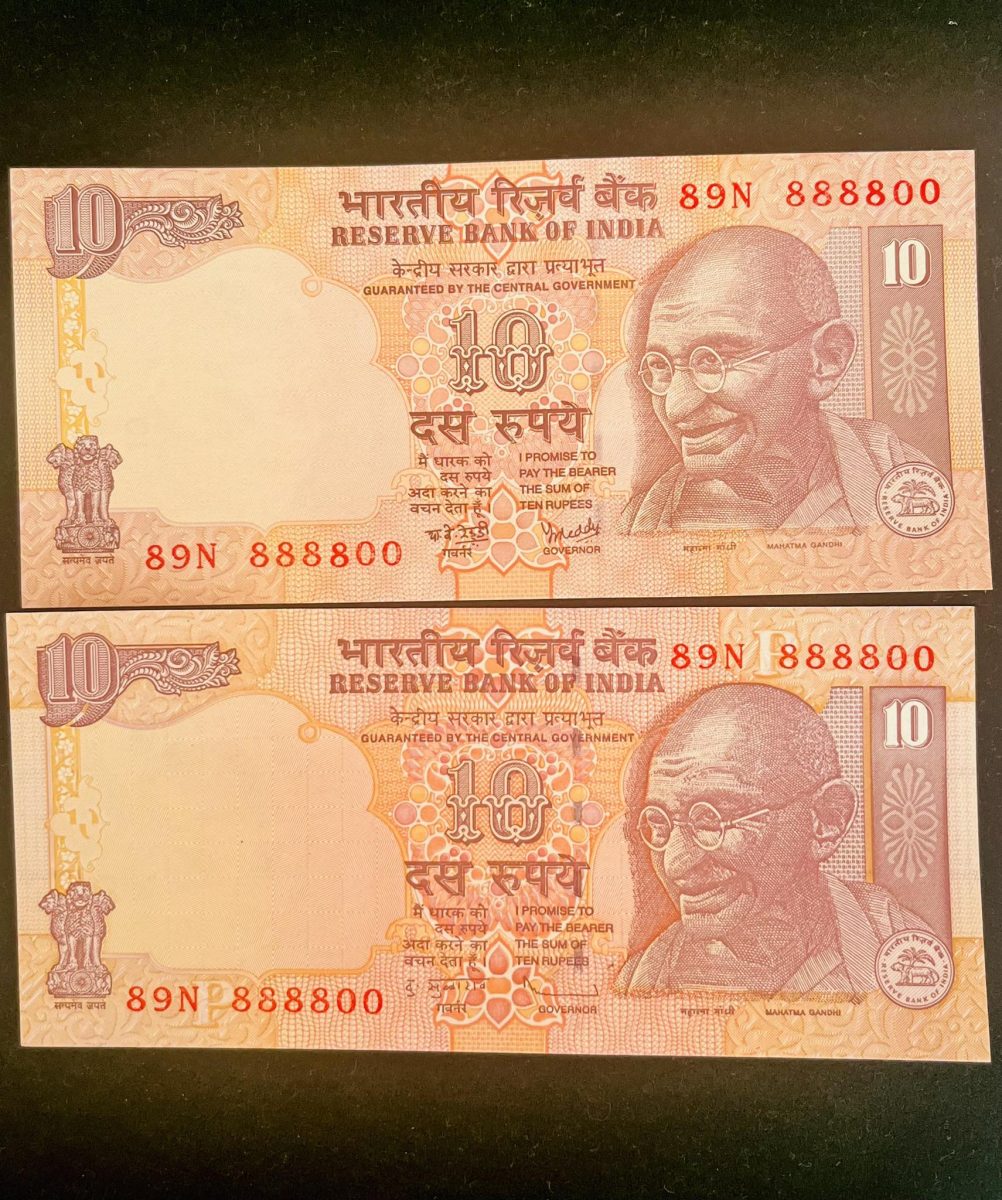 10
भारतीय रिज़र्व बैंक
89N 888800
RESERVE BANK OF INDIA
केन्द्रीय सरकार द्वारा प्रत्याभूत
GUARANTEED BY THE CENTRAL GOVERNMENT
10
10
दस रुपये
मैं धारक को
दस रुपये
अदा करने का
वचन देता हूँ।
I PROMISE TO
PAY THE BEARER
THE SUM OF
TEN RUPEES
गवर्नर
GOVERNOR
भारतीय रिज़र्व बैंक
RESERVE BANK OF INDIA
सत्यमेव जयते
89N 888800
महात्मा गांधी
MAHATMA GANDHI
10
भारतीय रिज़र्व बैंक
89N P 888800
RESERVE BANK OF INDIA
केन्द्रीय सरकार द्वारा प्रत्याभूत
GUARANTEED BY THE CENTRAL GOVERNMENT
10
10
दस रुपये
मैं धारक को
दस रुपये
अदा करने का
वचन देता हूँ।
I PROMISE TO
PAY THE BEARER
THE SUM OF
TEN RUPEES
गवर्नर
GOVERNOR
भारतीय रिज़र्व बैंक
RESERVE BANK OF INDIA
सत्यमेव जयते
89N P 888800
महात्मा गांधी
MAHATMA GANDHI